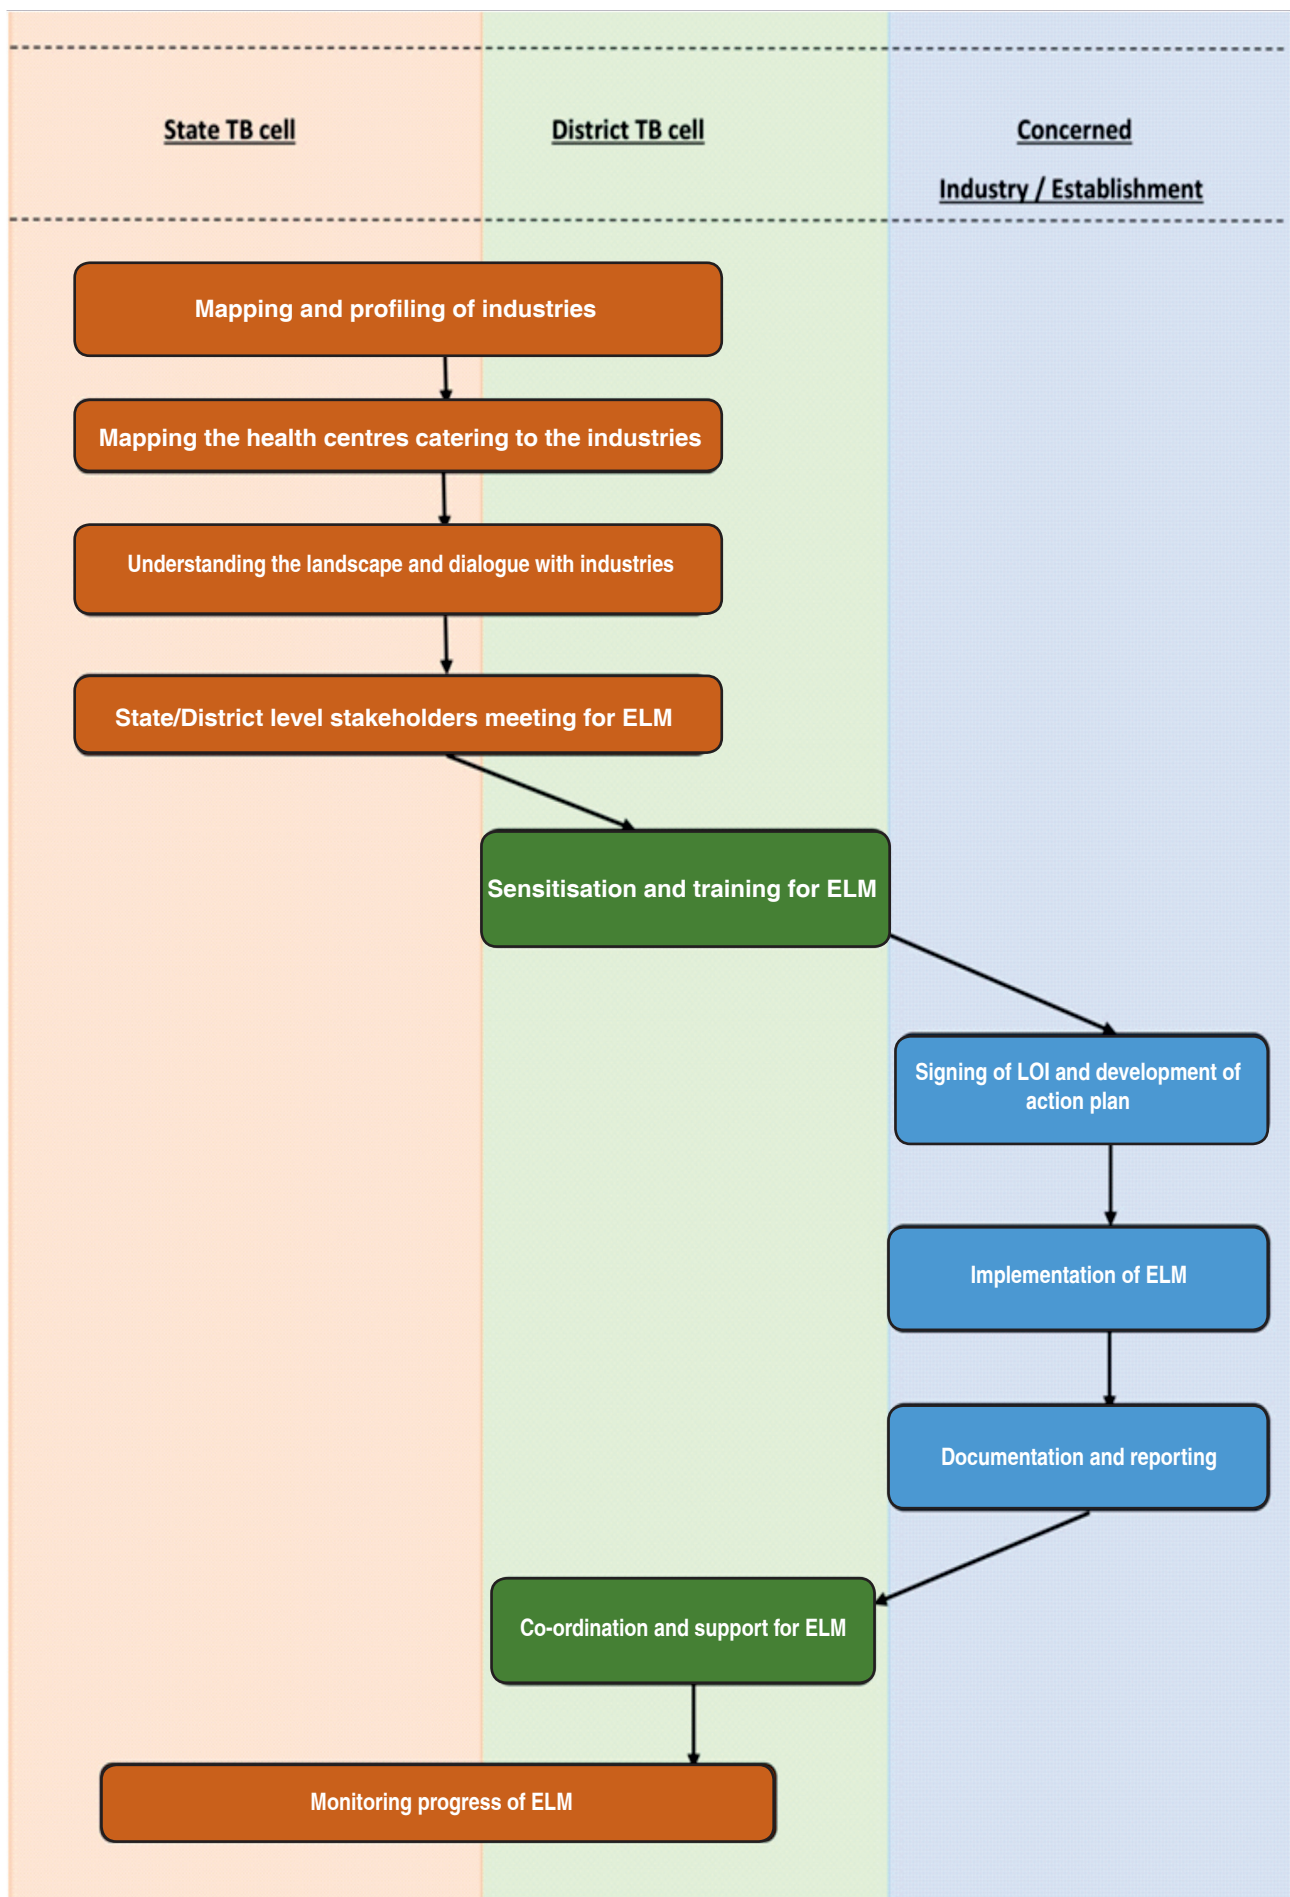 State TB cell
District TB cell
Concerned
Industry / Establishment
Mapping and profiling of industries
Mapping the health centres catering to the industries
Understanding the landscape and dialogue with industries
State/District level stakeholders meeting for ELM
Sensitisation and training for ELM
Signing of LOI and development of
action plan
Implementation of ELM
Documentation and reporting
Co-ordination and support for ELM
Monitoring progress of ELM